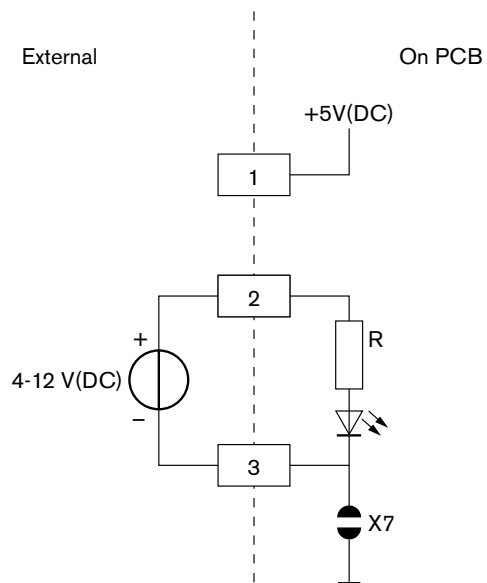 External
On PCB
+5V(DC)
1
2
+
R
4-12 V(DC)
–
3
X7